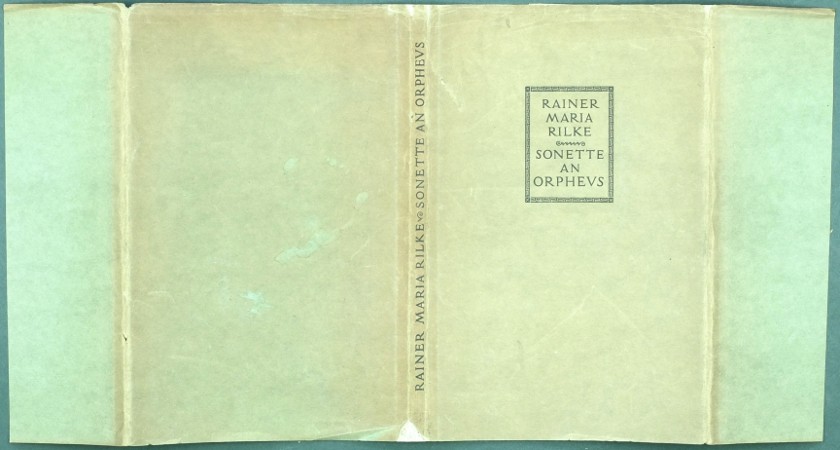 RAINER MARIA RILKE SONETTE AN ORPHEVS
RAINER
MARIA
RILKE
SONETTE
AN
ORPHEVS